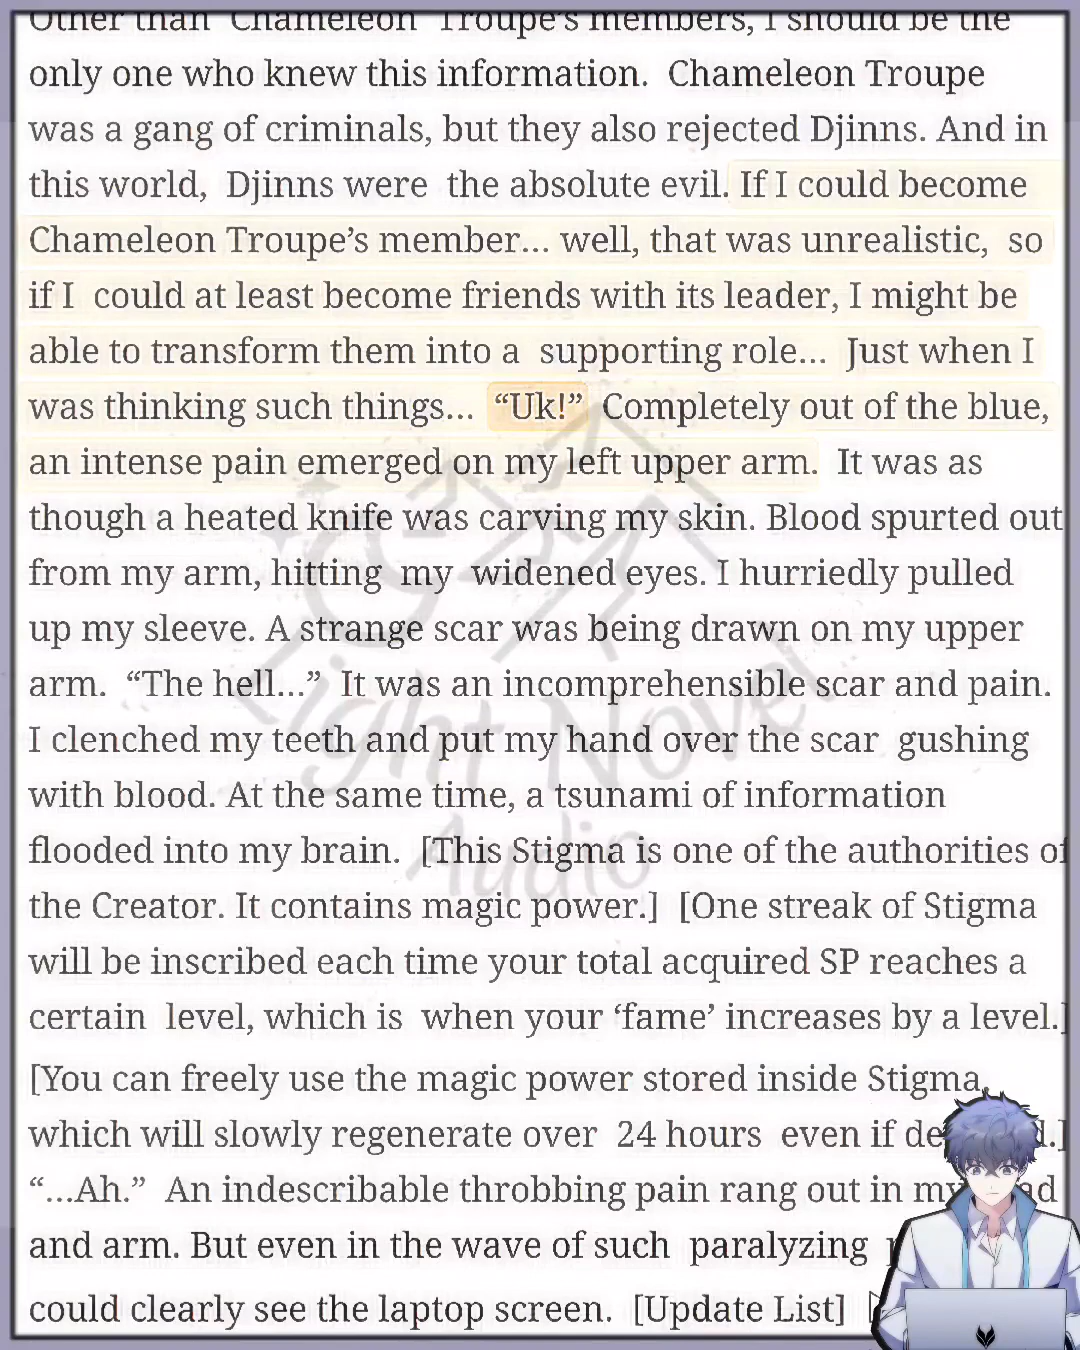 Other than Chameleon Troupe's members, I should be the
only one who knew this information. Chameleon Troupe
was a gang of criminals, but they also rejected Djinns. And in
this world, Djinns were the absolute evil. If I could become
Chameleon Troupe's member... well, that was unrealistic, so
if I could at least become friends with its leader, I might be
able to transform them into a supporting role... Just when I
was thinking such things... “Uk!” Completely out of the blue,
an intense pain emerged on my left upper arm. It was as
though a heated knife was carving my skin. Blood spurted out
from my arm, hitting my widened eyes. I hurriedly pulled
up my sleeve. A strange scar was being drawn on my upper
arm. “The hell...” It was an incomprehensible scar and pain.
I clenched my teeth and put my hand over the scar gushing
with blood. At the same time, a tsunami of information
flooded into my brain. [This Stigma is one of the authorities of
the Creator. It contains magic power.] [One streak of Stigma
will be inscribed each time your total acquired SP reaches a
certain level, which is when your ‘fame’ increases by a level.]
[You can freely use the magic power stored inside Stigma,
which will slowly regenerate over 24 hours even if
“...Ah.” An indescribable throbbing pain rang out in my
and arm. But even in the wave of such paralyzing
could clearly see the laptop screen. [Update List]
Light Novel
Audio